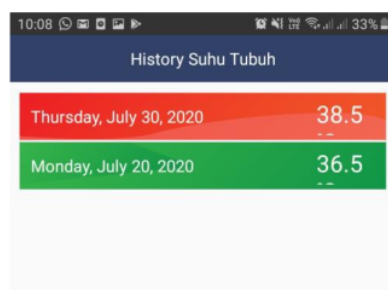 10:08
33%
History Suhu Tubuh
Thursday, July 30, 2020
38.5
Monday, July 20, 2020
36.5